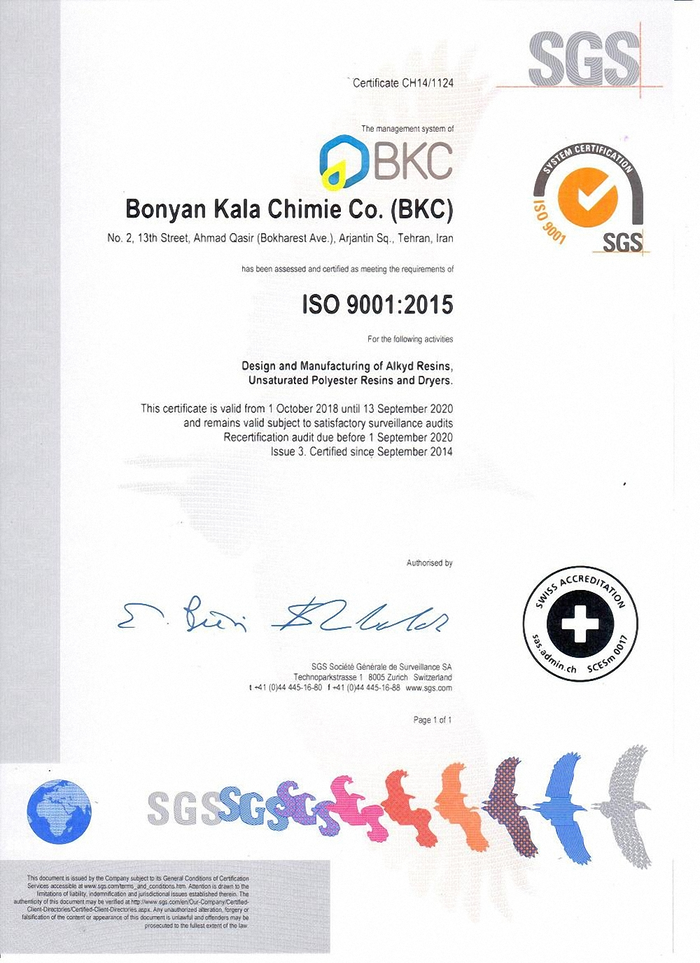 SGS
Certificate CH14/1124
The management system of
BKC
SYSTEM CERTIFICATION
ISO 9001
SGS
Bonyan Kala Chimie Co. (BKC)
No. 2, 13th Street, Ahmad Qasir (Bokharest Ave.), Arjantin Sq., Tehran, Iran
has been assessed and certified as meeting the requirements of
ISO 9001:2015
For the following activities
Design and Manufacturing of Alkyd Resins,
Unsaturated Polyester Resins and Dryers.
This certificate is valid from 1 October 2018 until 13 September 2020
and remains valid subject to satisfactory surveillance audits
Recertification audit due before 1 September 2020
Issue 3. Certified since September 2014
Authorised by
SWISS ACCREDITATION
sas.admin.ch SCESm 0017
SGS Société Générale de Surveillance SA
Technoparkstrasse 1 8005 Zurich Switzerland
t +41 (0)44 445-16-80 f +41 (0)44 445-16-88 www.sgs.com
Page 1 of 1
SGS SGS SGS
This document is issued by the Company subject to its General Conditions of Certification
Services accessible at www.sgs.com/terms_and_conditions.htm. Attention is drawn to the
limitations of liability, indemnification and jurisdictional issues established therein. The
authenticity of this document may be verified at http://www.sgs.com/en/Our-Company/Certified-
Client-Directories/Certified-Client-Directories.aspx. Any unauthorized alteration, forgery or
falsification of the content or appearance of this document is unlawful and offenders may be
prosecuted to the fullest extent of the law.